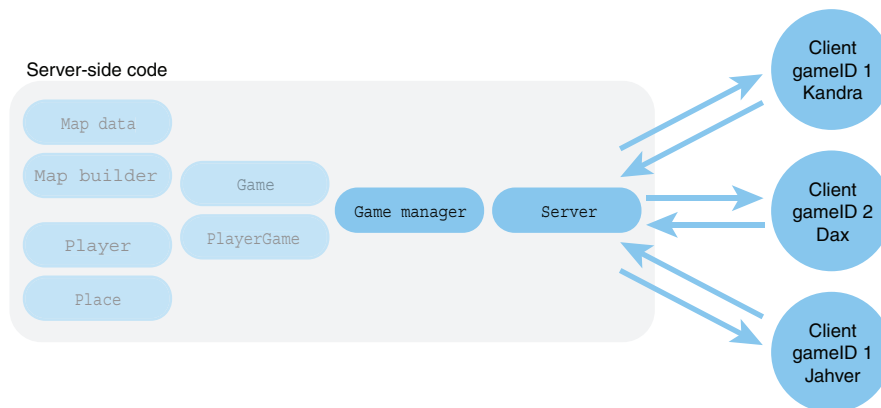 Server-side code
Map data
Map builder
Player
Place
Game
PlayerGame
Game manager
Server
Client
gameID 1
Kandra
Client
gameID 2
Dax
Client
gameID 1
Jahver